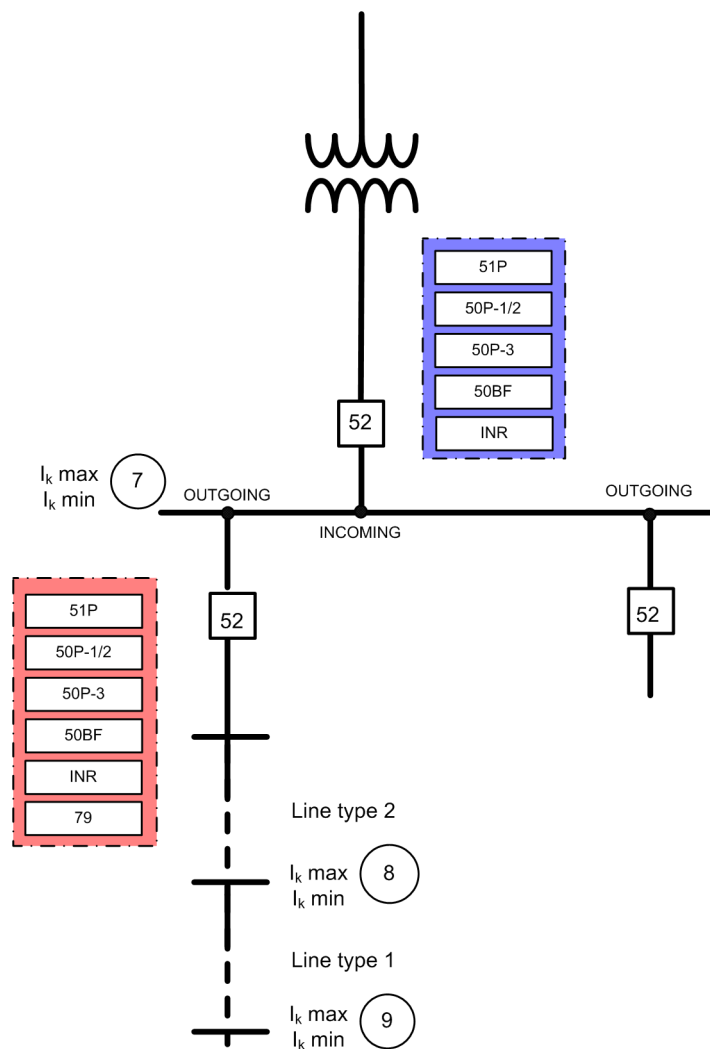 51P
50P-1/2
50P-3
50BF
INR
52
Iₖ max
Iₖ min
7
OUTGOING
INCOMING
OUTGOING
51P
50P-1/2
50P-3
50BF
INR
79
52
52
Line type 2
Iₖ max
Iₖ min
8
Line type 1
Iₖ max
Iₖ min
9